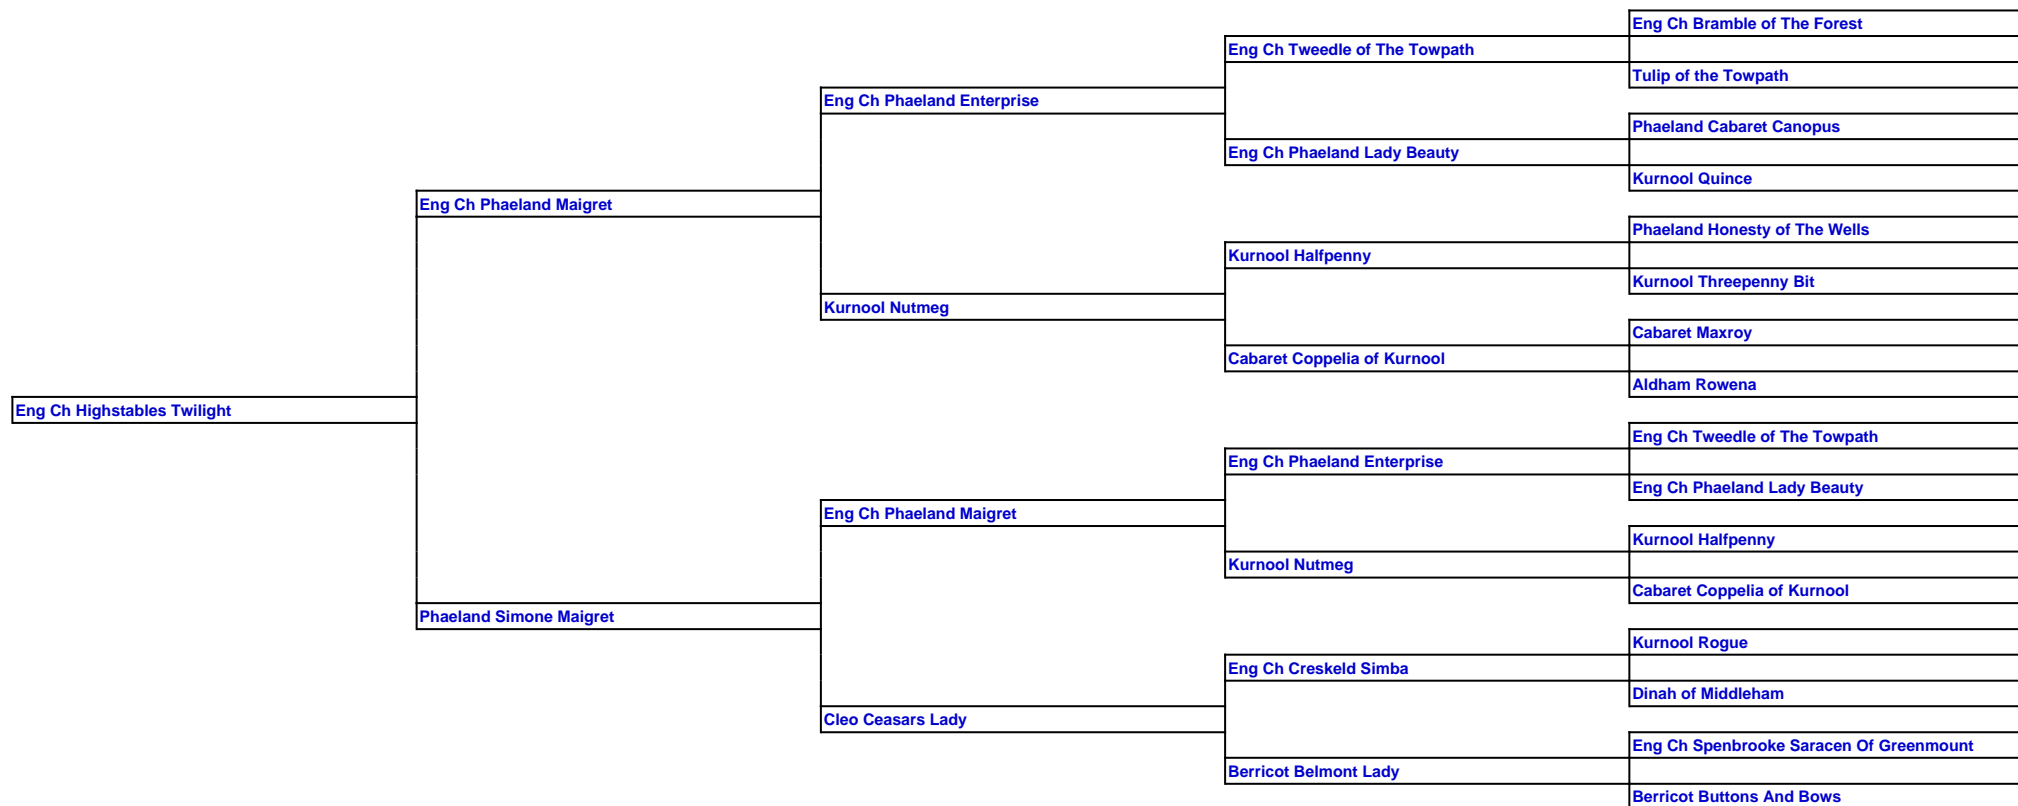 Eng Ch Bramble of The Forest
Eng Ch Tweedle of The Towpath
Tulip of the Towpath
Eng Ch Phaeland Enterprise
Phaeland Cabaret Canopus
Eng Ch Phaeland Lady Beauty
Kurnool Quince
Eng Ch Phaeland Maigret
Phaeland Honesty of The Wells
Kurnool Halfpenny
Kurnool Threepenny Bit
Kurnool Nutmeg
Cabaret Maxroy
Cabaret Coppelia of Kurnool
Aldham Rowena
Eng Ch Highstables Twilight
Eng Ch Tweedle of The Towpath
Eng Ch Phaeland Enterprise
Eng Ch Phaeland Lady Beauty
Eng Ch Phaeland Maigret
Kurnool Halfpenny
Kurnool Nutmeg
Cabaret Coppelia of Kurnool
Phaeland Simone Maigret
Kurnool Rogue
Eng Ch Creskeld Simba
Dinah of Middleham
Cleo Ceasars Lady
Eng Ch Spenbrooke Saracen Of Greenmount
Berricot Belmont Lady
Berricot Buttons And Bows